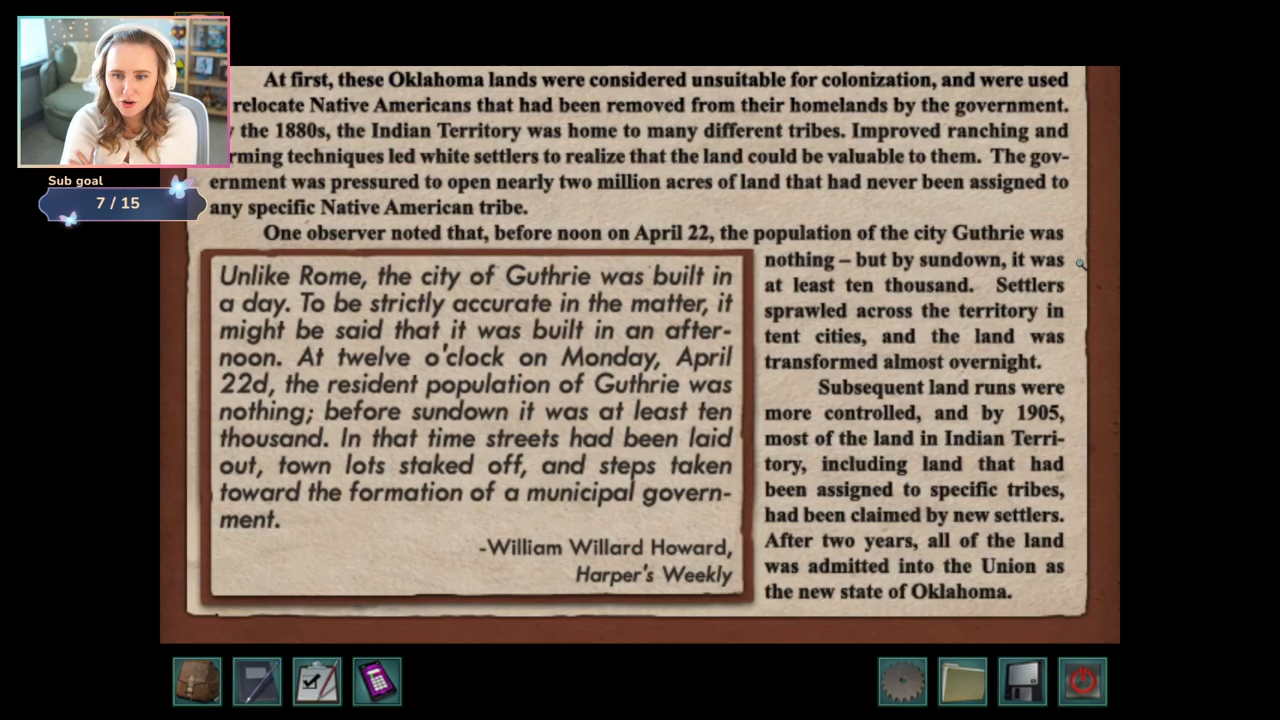 At first, these Oklahoma lands were considered unsuitable for colonization, and were used
relocate Native Americans that had been removed from their homelands by the government.
the 1880s, the Indian Territory was home to many different tribes. Improved ranching and
rming techniques led white settlers to realize that the land could be valuable to them. The gov-
ernment was pressured to open nearly two million acres of land that had never been assigned to
any specific Native American tribe.
One observer noted that, before noon on April 22, the population of the city Guthrie was
nothing – but by sundown, it was
at least ten thousand. Settlers
sprawled across the territory in
tent cities, and the land was
transformed almost overnight.
Subsequent land runs were
more controlled, and by 1905,
most of the land in Indian Terri-
tory, including land that had
been assigned to specific tribes,
had been claimed by new settlers.
After two years, all of the land
was admitted into the Union as
the new state of Oklahoma.
Unlike Rome, the city of Guthrie was built in
a day. To be strictly accurate in the matter, it
might be said that it was built in an after-
noon. At twelve o'clock on Monday, April
22d, the resident population of Guthrie was
nothing; before sundown it was at least ten
thousand. In that time streets had been laid
out, town lots staked off, and steps taken
toward the formation of a municipal govern-
ment.
-William Willard Howard,
Harper's Weekly
Sub goal
7 / 15